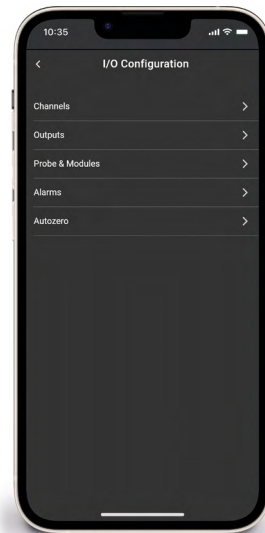 10:35
I/O Configuration
Channels
Outputs
Probe & Modules
Alarms
Autozero